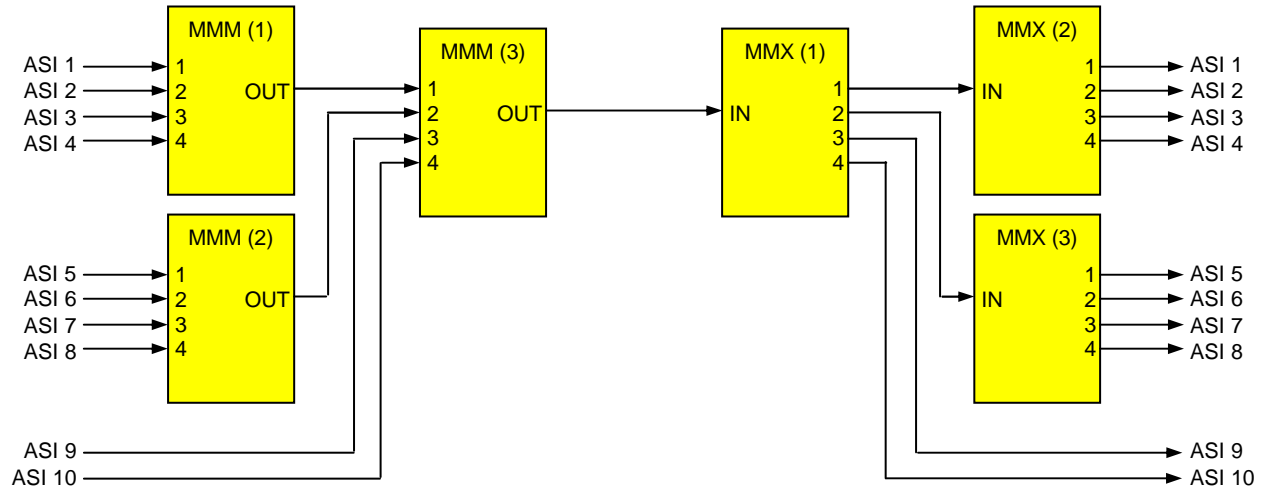 MMM (1)
ASI 1
ASI 2
ASI 3
ASI 4
1
2
3
4
OUT
MMM (2)
ASI 5
ASI 6
ASI 7
ASI 8
1
2
3
4
OUT
ASI 9
ASI 10
MMM (3)
1
2
3
4
OUT
MMX (1)
IN
1
2
3
4
MMX (2)
IN
1
2
3
4
ASI 1
ASI 2
ASI 3
ASI 4
MMX (3)
IN
1
2
3
4
ASI 5
ASI 6
ASI 7
ASI 8
ASI 9
ASI 10